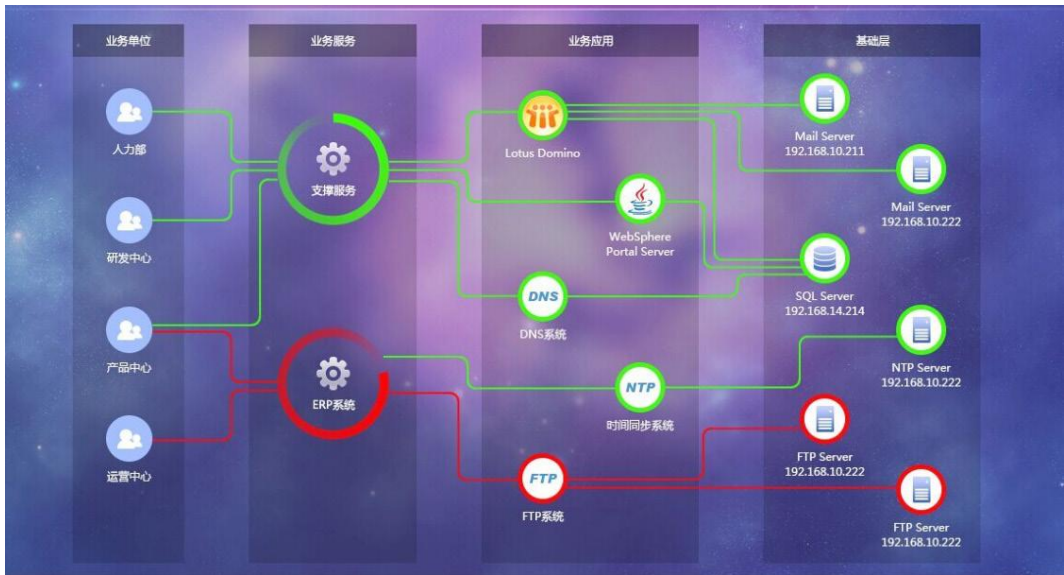 业务单位
业务服务
业务应用
基础层
人力部
研发中心
产品中心
运营中心
支撑服务
ERP系统
Lotus Domino
WebSphere
Portal Server
DNS
DNS系统
NTP
时间同步系统
FTP
FTP系统
Mail Server
192.168.10.211
Mail Server
192.168.10.222
SQL Server
192.168.14.214
NTP Server
192.168.10.222
FTP Server
192.168.10.222
FTP Server
192.168.10.222